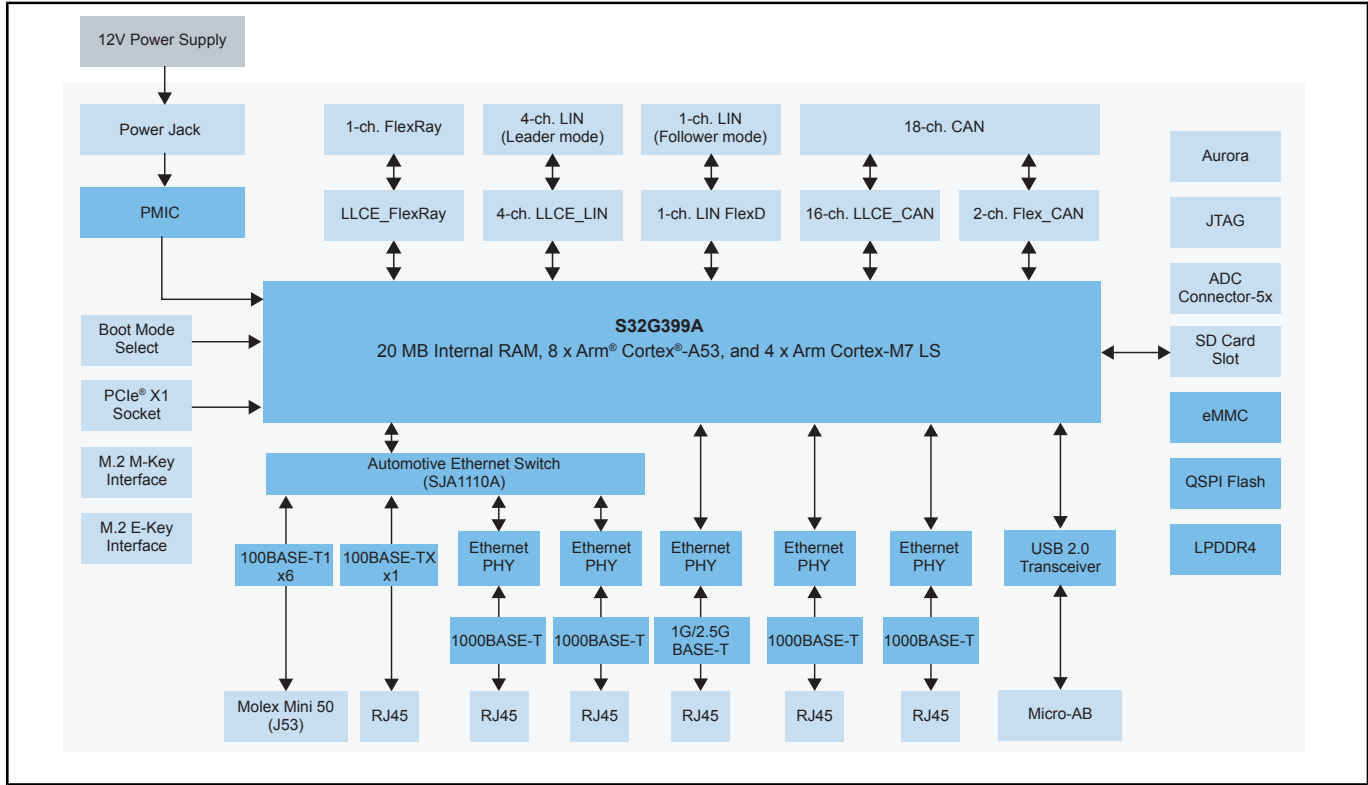 12V Power Supply
Power Jack
PMIC
1-ch. FlexRay
4-ch. LIN
(Leader mode)
1-ch. LIN
(Follower mode)
18-ch. CAN
LLCE_FlexRay
4-ch. LLCE_LIN
1-ch. LIN FlexD
16-ch. LLCE_CAN
2-ch. Flex_CAN
Aurora
JTAG
ADC
Connector-5x
SD Card
Slot
eMMC
QSPI Flash
LPDDR4
S32G399A
20 MB Internal RAM, 8 x Arm® Cortex®-A53, and 4 x Arm Cortex-M7 LS
Boot Mode
Select
PCIe® X1
Socket
M.2 M-Key
Interface
M.2 E-Key
Interface
Automotive Ethernet Switch
(SJA1110A)
100BASE-T1
x6
100BASE-TX
x1
Ethernet
PHY
Ethernet
PHY
Ethernet
PHY
Ethernet
PHY
Ethernet
PHY
USB 2.0
Transceiver
1000BASE-T
1000BASE-T
1G/2.5G
BASE-T
1000BASE-T
1000BASE-T
Molex Mini 50
(J53)
RJ45
RJ45
RJ45
RJ45
RJ45
RJ45
Micro-AB